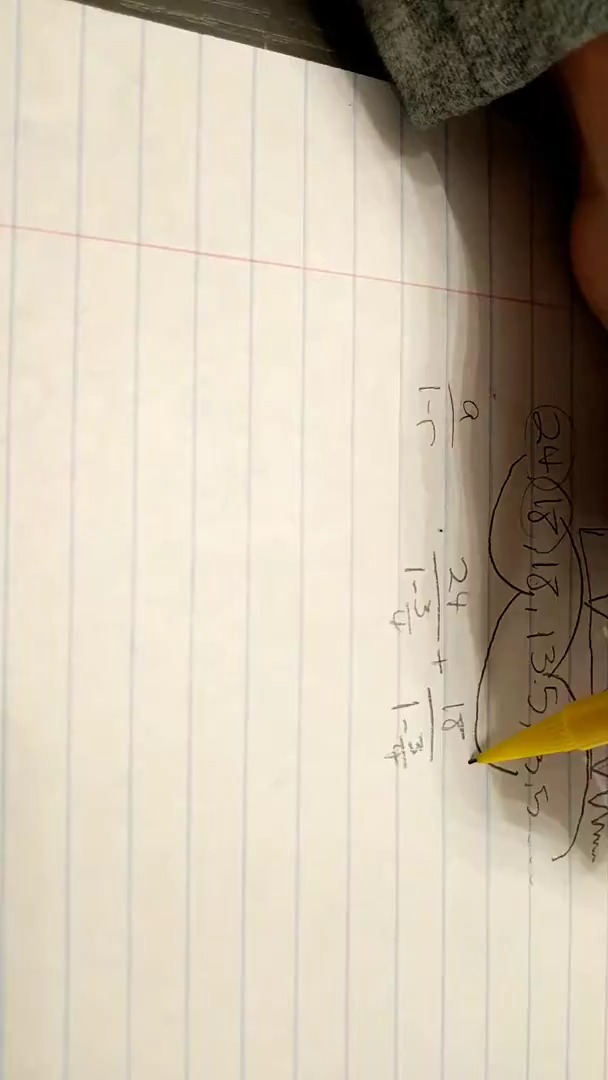 24, 18, 18, 13.5, 13.5 ----
a/(1-r) 24/(1-3/4) + 18/(1-3/4)